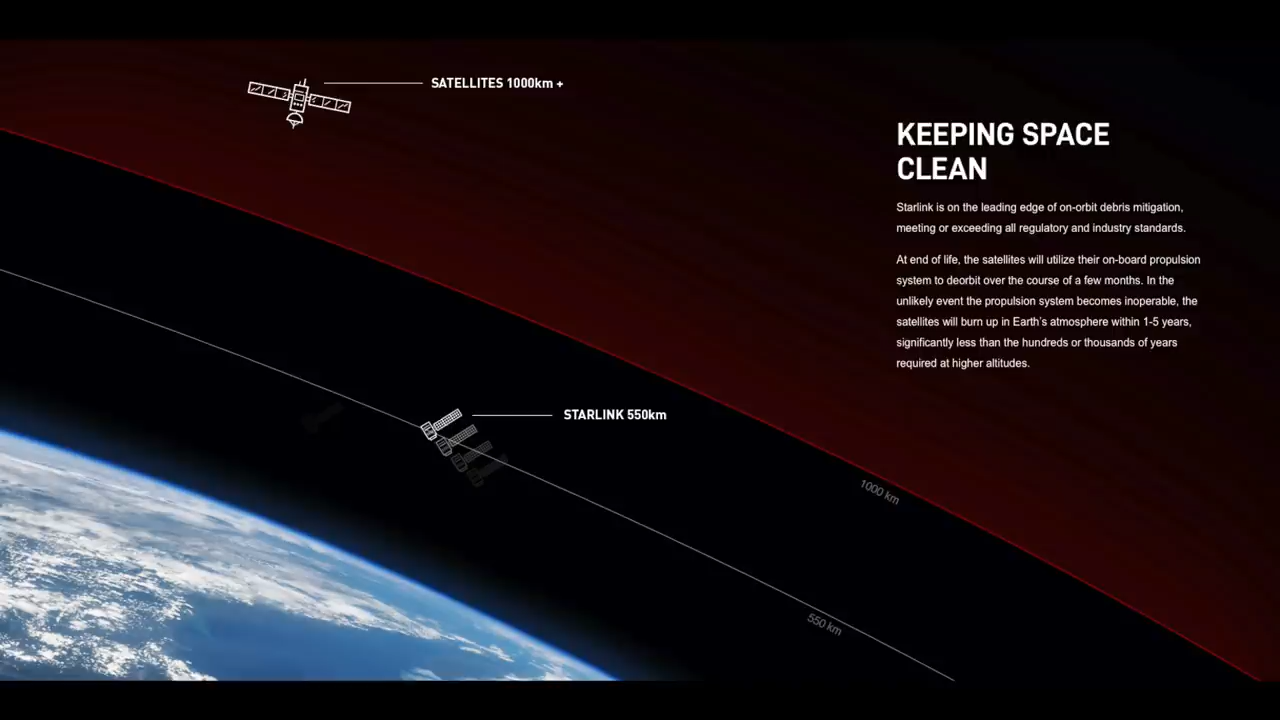 SATELLITES 1000km +
KEEPING SPACE
CLEAN
Starlink is on the leading edge of on-orbit debris mitigation,
meeting or exceeding all regulatory and industry standards.
At end of life, the satellites will utilize their on-board propulsion
system to deorbit over the course of a few months. In the
unlikely event the propulsion system becomes inoperable, the
satellites will burn up in Earth's atmosphere within 1-5 years,
significantly less than the hundreds or thousands of years
required at higher altitudes.
STARLINK 550km
1000 km
550 km